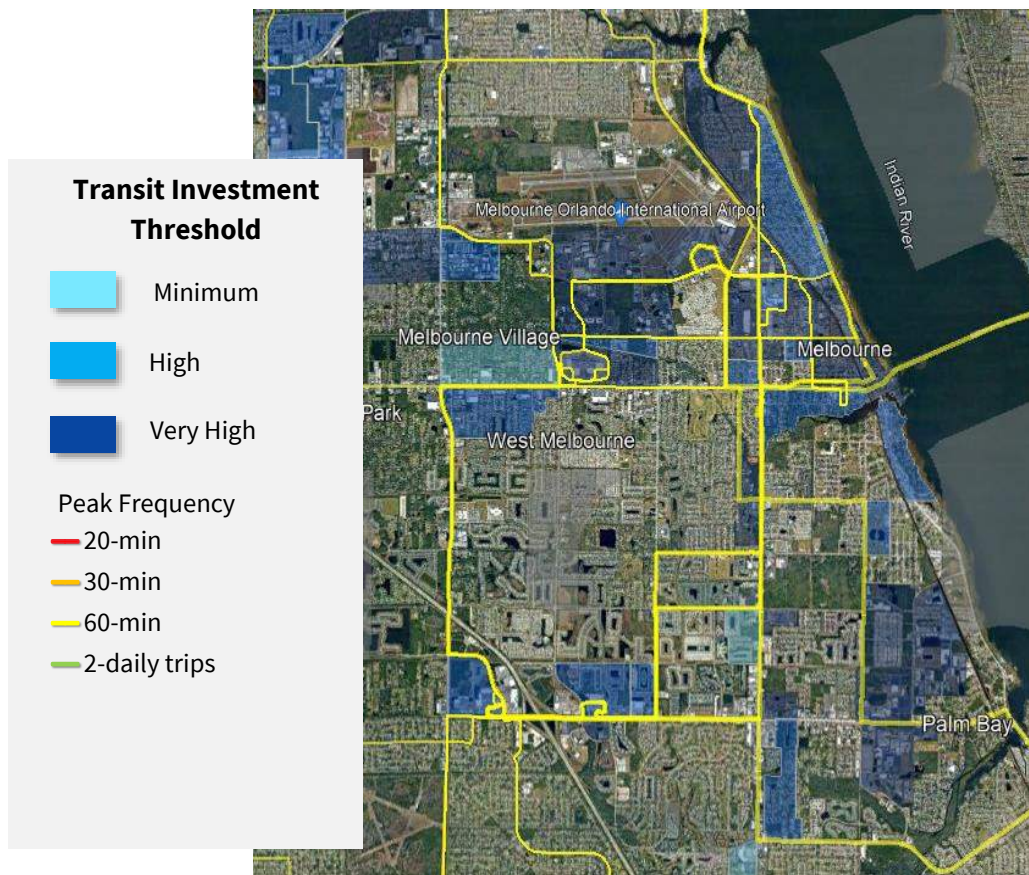 Transit Investment
Threshold
Minimum
High
Very High
Peak Frequency
20-min
30-min
60-min
2-daily trips
Melbourne Orlando International Airport
Indian River
Melbourne Village
Melbourne
Park
West Melbourne
Palm Bay